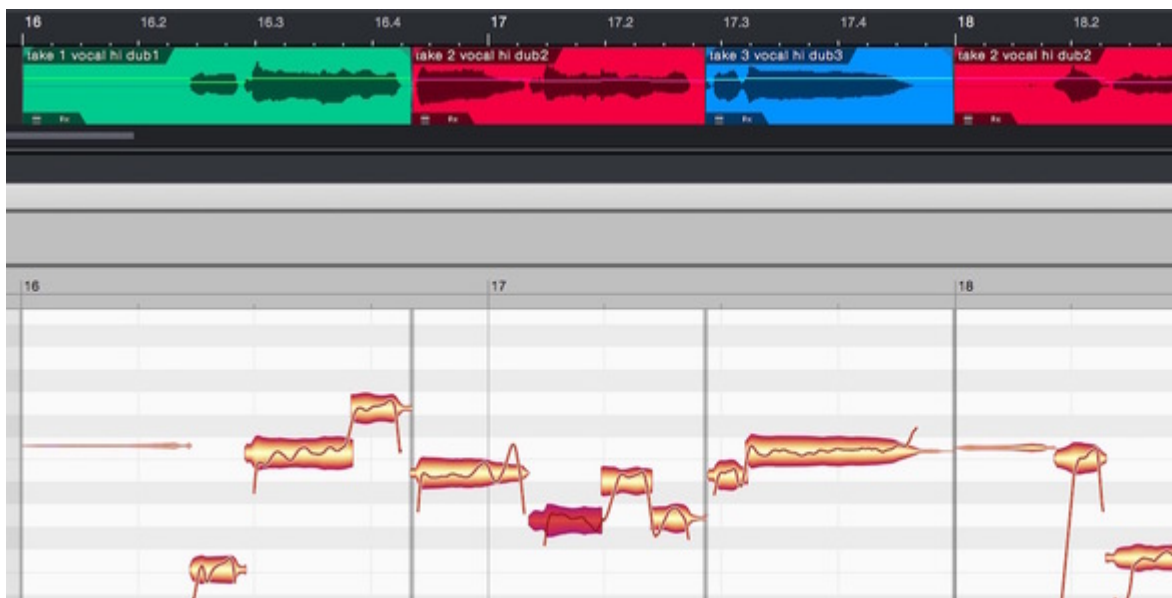 16 16.2 16.3 16.4 17 17.2 17.3 17.4 18 18.2
take 1 vocal hi dub1 take 2 vocal hi dub2 take 3 vocal hi dub3 take 2 vocal hi dub2
16 17 18